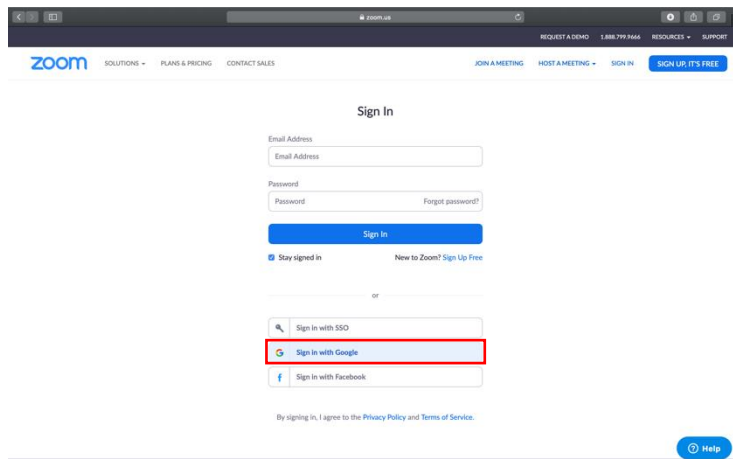 zoom.us
REQUEST A DEMO 1.888.799.9666 RESOURCES SUPPORT
zoom SOLUTIONS PLANS & PRICING CONTACT SALES JOIN A MEETING HOST A MEETING SIGN IN SIGN UP, IT'S FREE
Sign In
Email Address
Email Address
Password
Password Forgot password?
Sign In
Stay signed in New to Zoom? Sign Up Free
or
Sign in with SSO
G Sign in with Google
f Sign in with Facebook
By signing in, I agree to the Privacy Policy and Terms of Service.
? Help